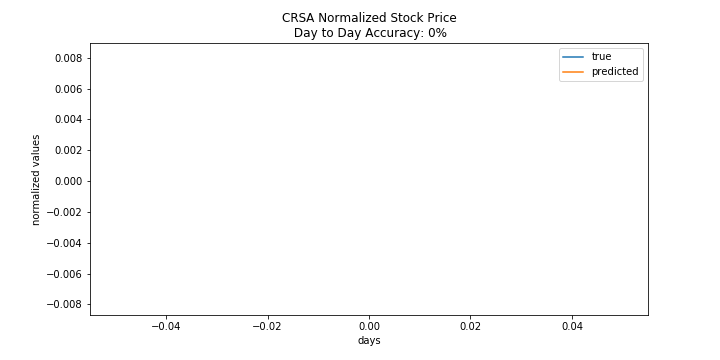 CRSA Normalized Stock Price
Day to Day Accuracy: 0%
true
predicted
normalized values
0.008
0.006
0.004
0.002
0.000
−0.002
−0.004
−0.006
−0.008
−0.04
−0.02
0.00
0.02
0.04
days